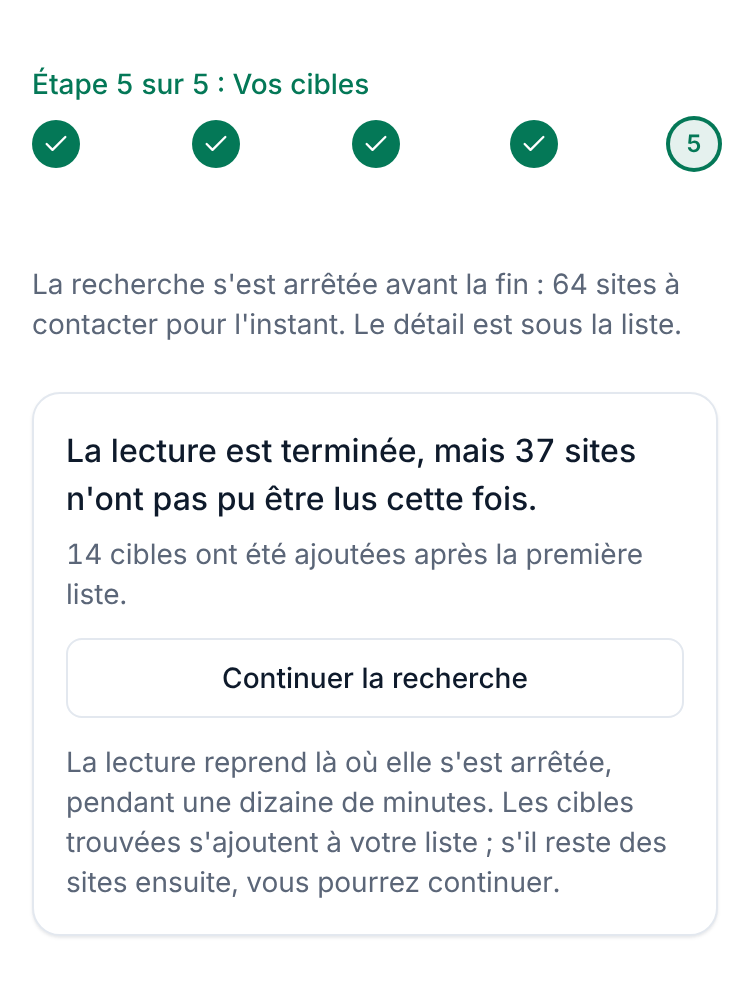 Étape 5 sur 5 : Vos cibles
5
La recherche s'est arrêtée avant la fin : 64 sites à
contacter pour l'instant. Le détail est sous la liste.
La lecture est terminée, mais 37 sites
n'ont pas pu être lus cette fois.
14 cibles ont été ajoutées après la première
liste.
Continuer la recherche
La lecture reprend là où elle s'est arrêtée,
pendant une dizaine de minutes. Les cibles
trouvées s'ajoutent à votre liste ; s'il reste des
sites ensuite, vous pourrez continuer.